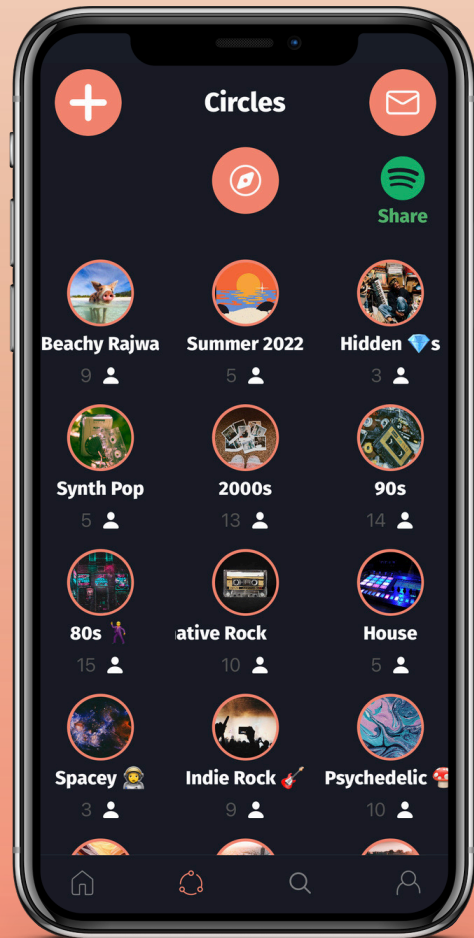 Circles
Share
Beachy Rajwa
Summer 2022
Hidden 💎s
9
5
3
Synth Pop
2000s
90s
5
13
14
80s 🕺
ative Rock
House
15
10
5
Spacey 👩‍🚀
Indie Rock 🎸
Psychedelic 🍄
3
9
10